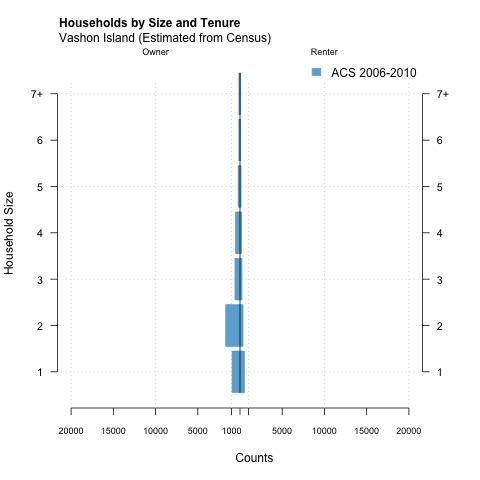 Households by Size and Tenure
Vashon Island (Estimated from Census)
Owner Renter
ACS 2006-2010
7+ 7+
6 6
5 5
4 4
3 3
2 2
1 1
Household Size
20000 15000 10000 5000 1000 5000 10000 15000 20000
Counts